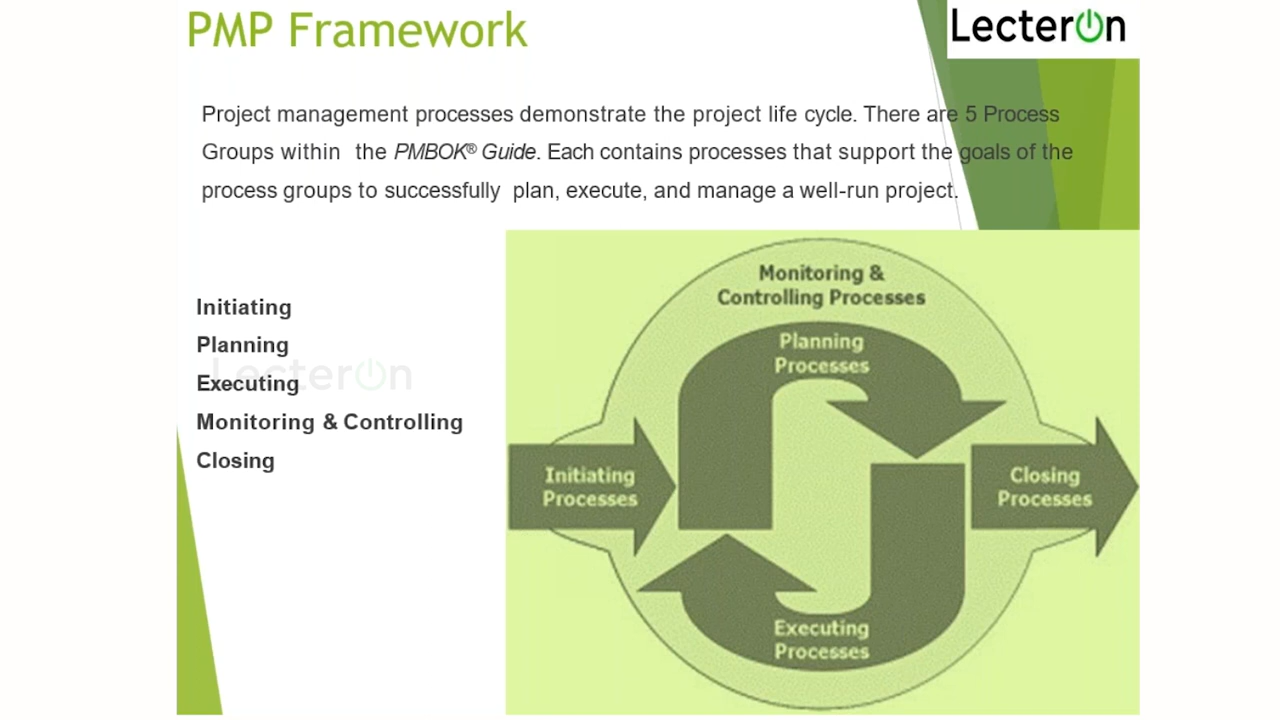 PMP Framework
LecterOn
Project management processes demonstrate the project life cycle. There are 5 Process
Groups within the PMBOK® Guide. Each contains processes that support the goals of the
process groups to successfully plan, execute, and manage a well-run project.
Initiating
Planning
Executing
Monitoring & Controlling
Closing
LecterOn
Monitoring &
Controlling Processes
Planning
Processes
Initiating
Processes
Closing
Processes
Executing
Processes